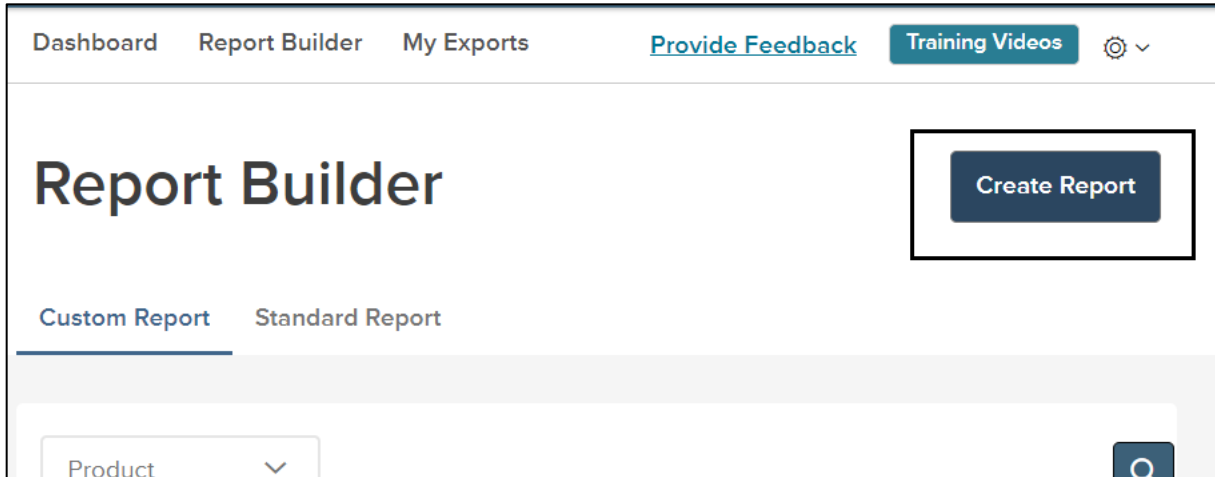 Dashboard Report Builder My Exports Provide Feedback Training Videos
Report Builder
Create Report
Custom Report Standard Report
Product